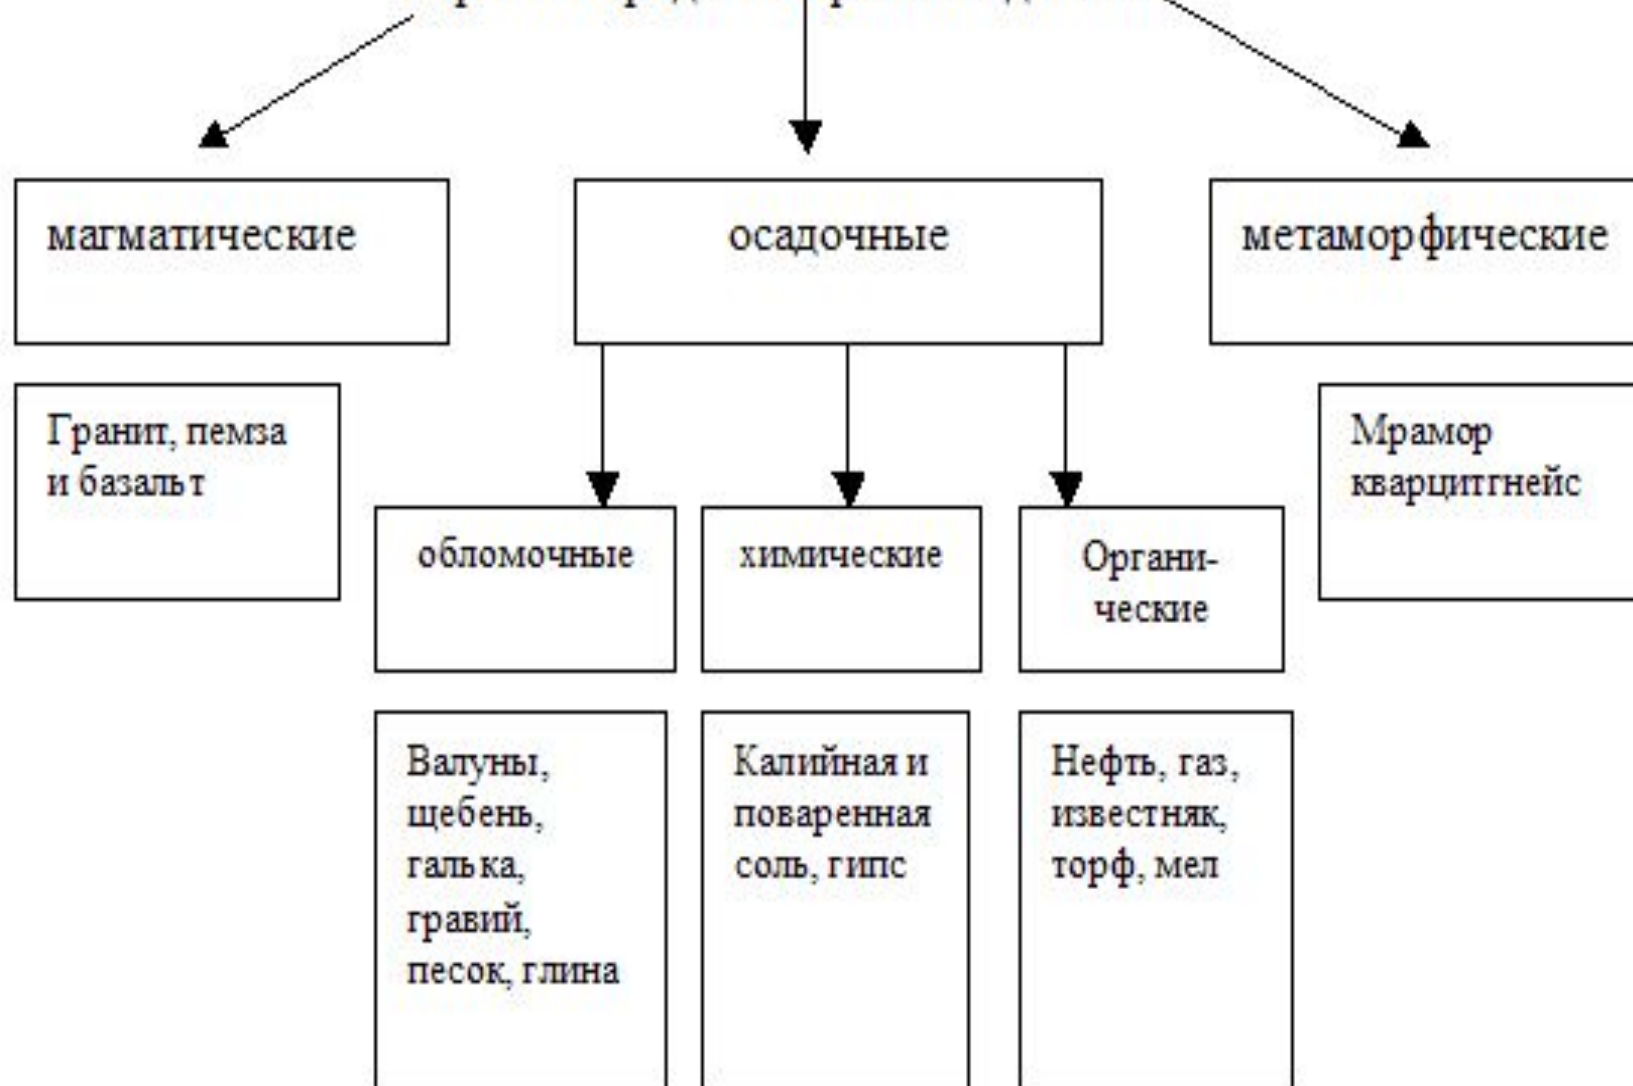 магматические
осадочные
метаморфические
Гранит, пемза
и базальт
Мрамор
кварцитгнейс
обломочные
химические
Органи-
ческие
Валуны,
щебень,
галька,
гравий,
песок, глина
Калийная и
поваренная
соль, гипс
Нефть, газ,
известняк,
торф, мел